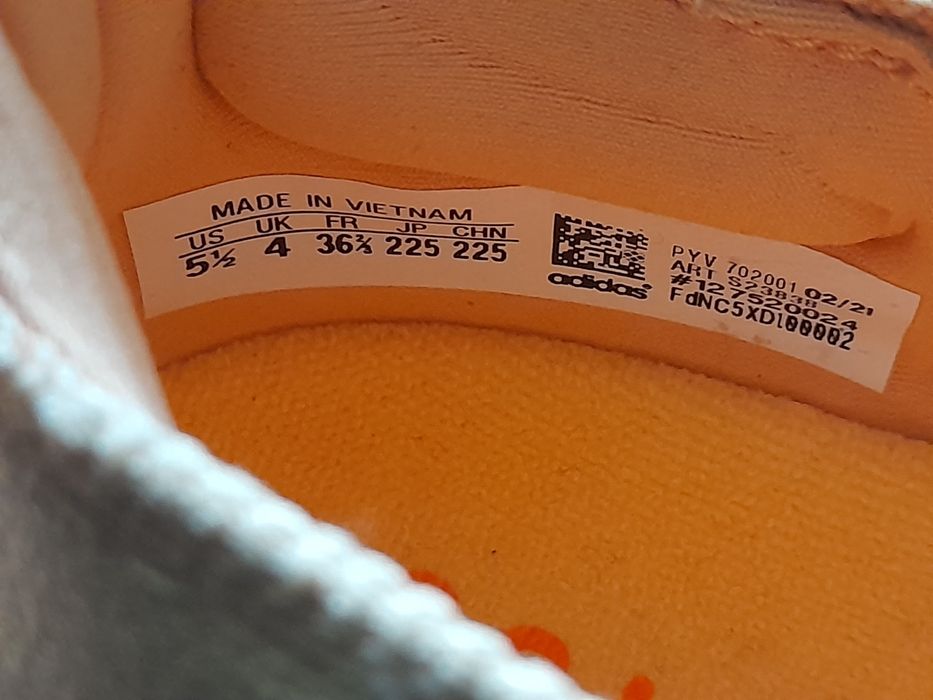 MADE IN VIETNAM
US UK FR JP CHN
5½ 4 36⅔ 225 225
adidas
PYV 702001 02/21
ART S23838
#127520024
FdNC5XDl00002